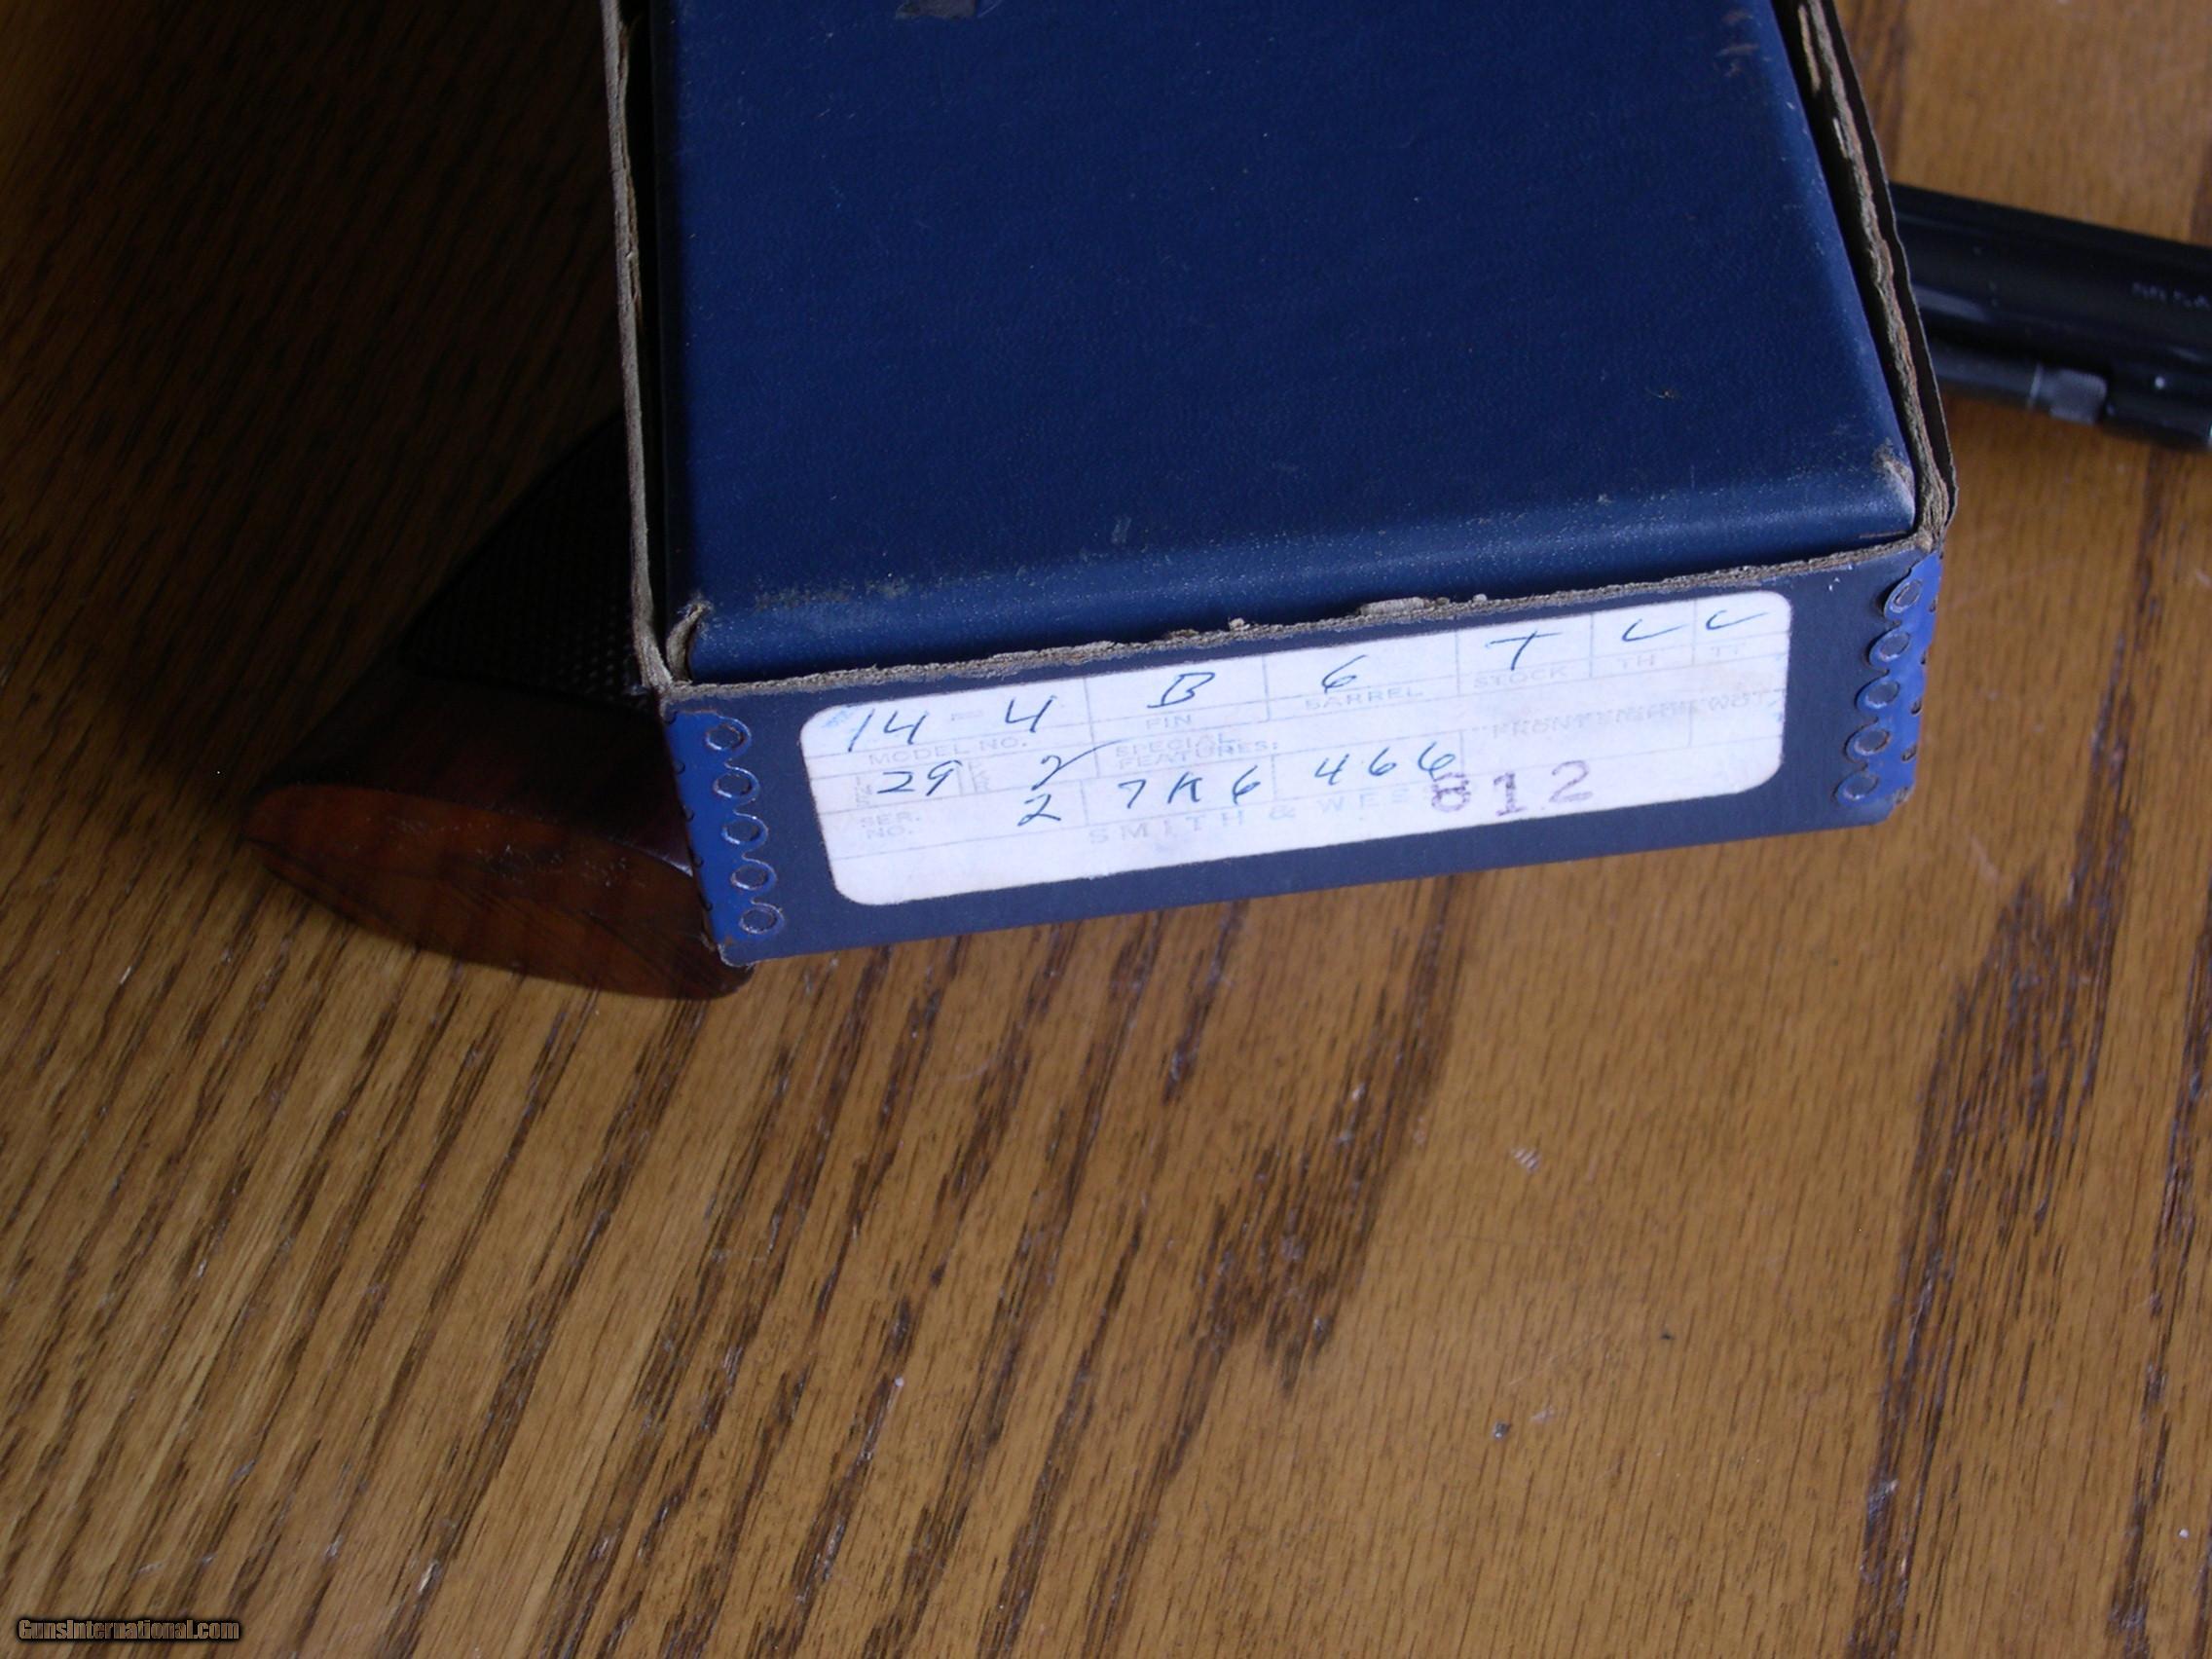 14 - 4 B 6 T
MODEL NO. FIN BARREL STOCK TH TT
29 2 SPECIAL FEATURES:
SER. NO. 2 7K6 466
SMITH & WES 812
GunsInternational.com